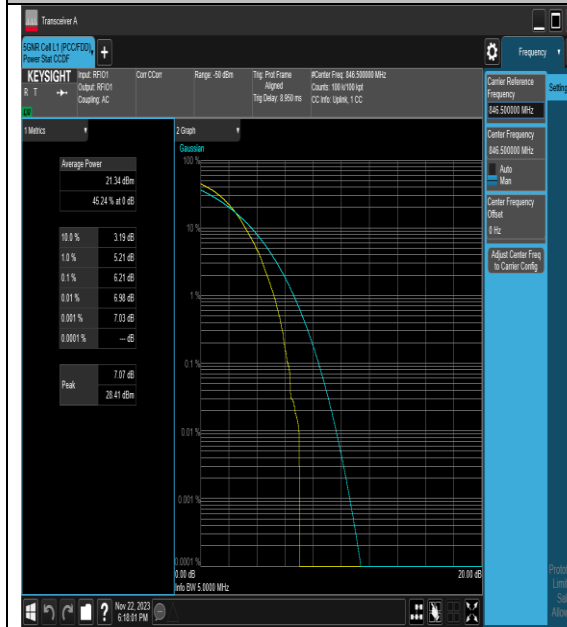 Transceiver A
5GNR Cell L1 (PCC/FDD),
Power Stat CCDF
+
Frequency
KEYSIGHT
R T
Input: RFIO1
Output: RFIO1
Coupling: AC
Corr CCorr
Range: -50 dBm
Trig: Prot Frame
Aligned
Trig Delay: 8.950 ms
#Center Freq: 846.500000 MHz
Counts: 100 k/100 kpt
CC Info: Uplink, 1 CC
Carrier Reference
Frequency
846.500000 MHz
Setting
Center Frequency
846.500000 MHz
Auto
Man
Center Frequency
Offset
0 Hz
Adjust Center Freq
to Carrier Config
1 Metrics
Average Power
21.34 dBm
45.24 % at 0 dB
10.0 % 3.19 dB
1.0 % 5.21 dB
0.1 % 6.21 dB
0.01 % 6.98 dB
0.001 % 7.03 dB
0.0001 % --- dB
Peak
7.07 dB
28.41 dBm
2 Graph
Gaussian
100 %
10 %
1 %
0.1 %
0.01 %
0.001 %
0.0001 %
0.00 dB 20.00 dB
Info BW 5.0000 MHz
Nov 22, 2023
6:18:01 PM
?